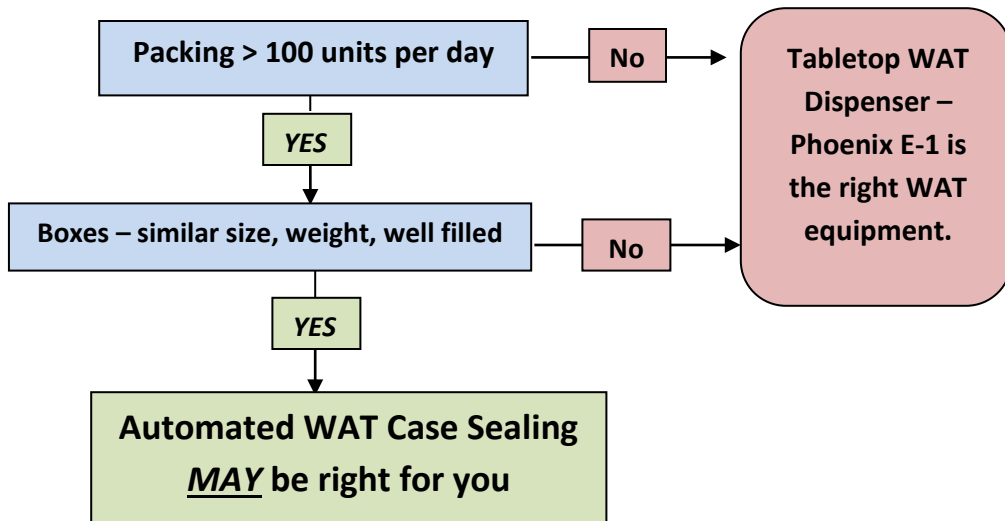 Packing > 100 units per day
No
Tabletop WAT
Dispenser –
Phoenix E-1 is
the right WAT
equipment.
YES
Boxes – similar size, weight, well filled
No
YES
Automated WAT Case Sealing
MAY be right for you